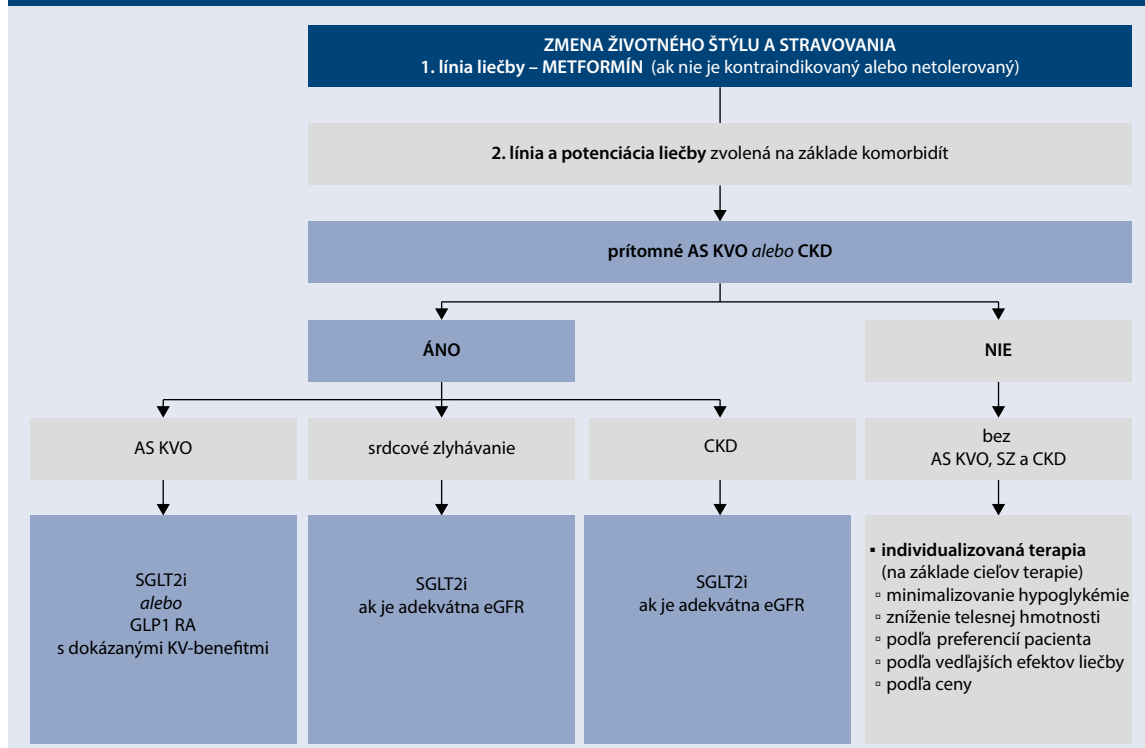 ZMENA ŽIVOTNÉHO ŠTÝLU A STRAVOVANIA
1. línia liečby – METFORMÍN (ak nie je kontraindikovaný alebo netolerovaný)
2. línia a potenciácia liečby zvolená na základe komorbidít
prítomné AS KVO alebo CKD
ÁNO
NIE
AS KVO
srdcové zlyhávanie
CKD
bez
AS KVO, SZ a CKD
SGLT2i
alebo
GLP1 RA
s dokázanými KV-benefitmi
SGLT2i
ak je adekvátna eGFR
SGLT2i
ak je adekvátna eGFR
▪ individualizovaná terapia
(na základe cieľov terapie)
▫ minimalizovanie hypoglykémie
▫ zníženie telesnej hmotnosti
▫ podľa preferencií pacienta
▫ podľa vedľajších efektov liečby
▫ podľa ceny